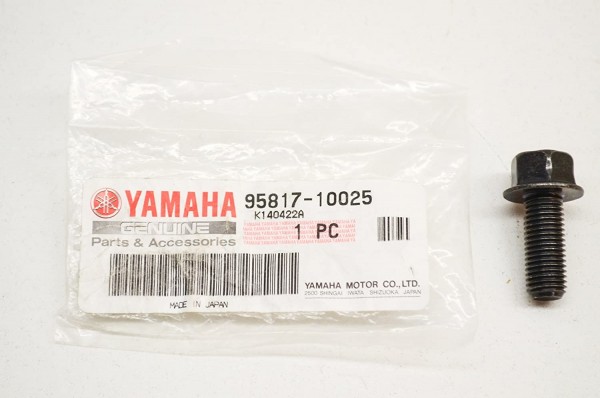 YAMAHA 95817-10025
GENUINE K140422A
Parts & Accessories 1 PC
YAMAHA MOTOR CO., LTD.
2500 SHINGAI, IWATA, SHIZUOKA, JAPAN
MADE IN JAPAN